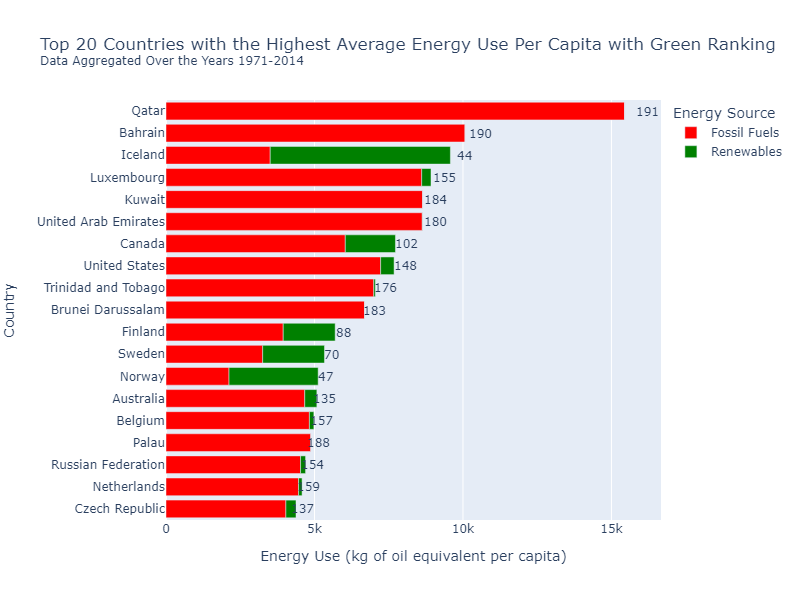 Top 20 Countries with the Highest Average Energy Use Per Capita with Green Ranking
Data Aggregated Over the Years 1971-2014
Energy Source
Fossil Fuels
Renewables
Country
Qatar 191
Bahrain 190
Iceland 44
Luxembourg 155
Kuwait 184
United Arab Emirates 180
Canada 102
United States 148
Trinidad and Tobago 176
Brunei Darussalam 183
Finland 88
Sweden 70
Norway 47
Australia 135
Belgium 157
Palau 188
Russian Federation 154
Netherlands 159
Czech Republic 137
0 5k 10k 15k
Energy Use (kg of oil equivalent per capita)